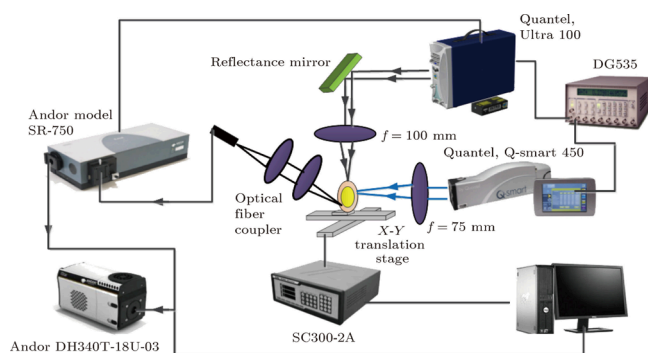 Quantel,
Ultra 100
Reflectance mirror
DG535
Andor model
SR-750
f = 100 mm
Quantel, Q-smart 450
Q-smart
Optical
fiber
coupler
X-Y
translation
stage
f = 75 mm
SC300-2A
Andor DH340T-18U-03